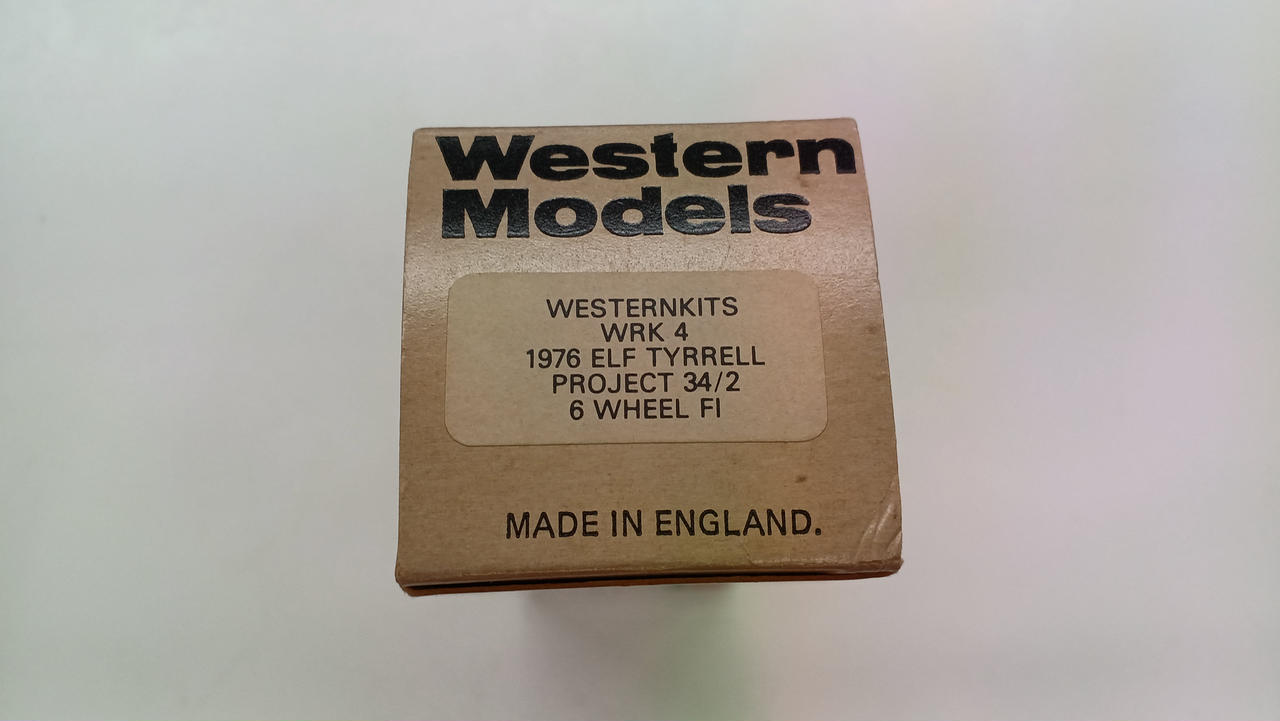 Western
Models
WESTERNKITS
WRK 4
1976 ELF TYRRELL
PROJECT 34/2
6 WHEEL FI
MADE IN ENGLAND.